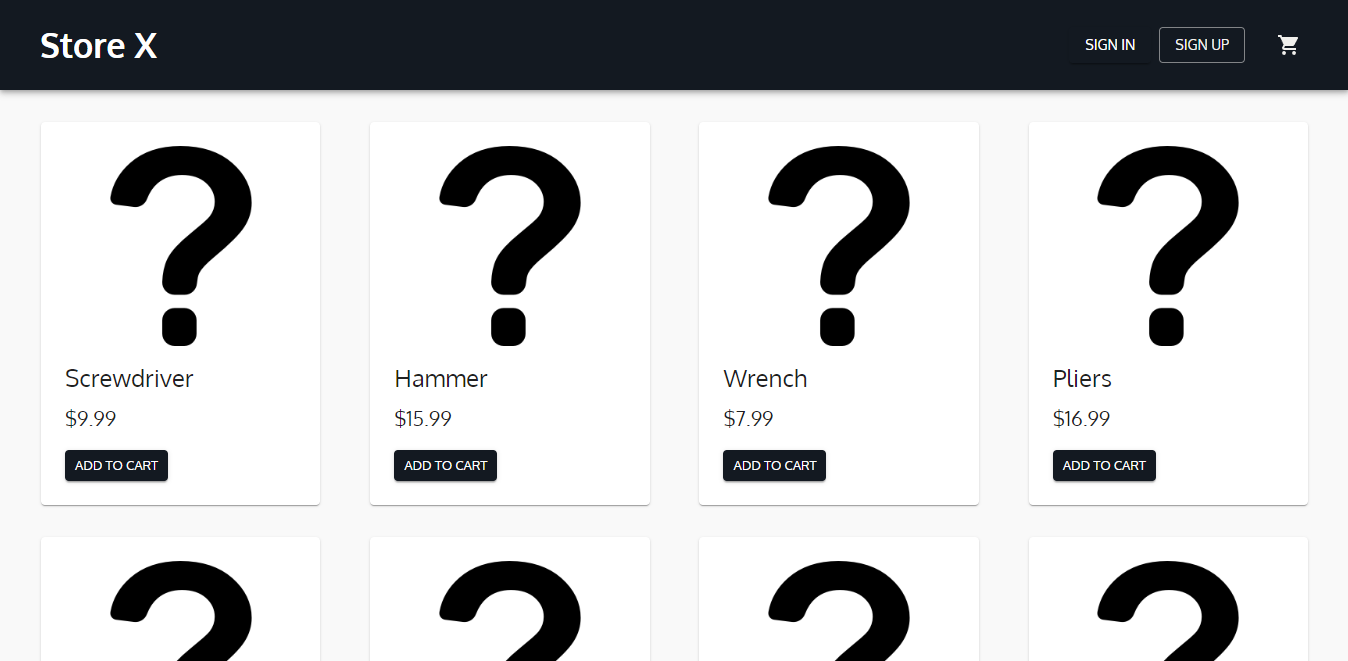 Store X
SIGN IN
SIGN UP
?
?
?
?
Screwdriver
Hammer
Wrench
Pliers
$9.99
$15.99
$7.99
$16.99
ADD TO CART
ADD TO CART
ADD TO CART
ADD TO CART
?
?
?
?